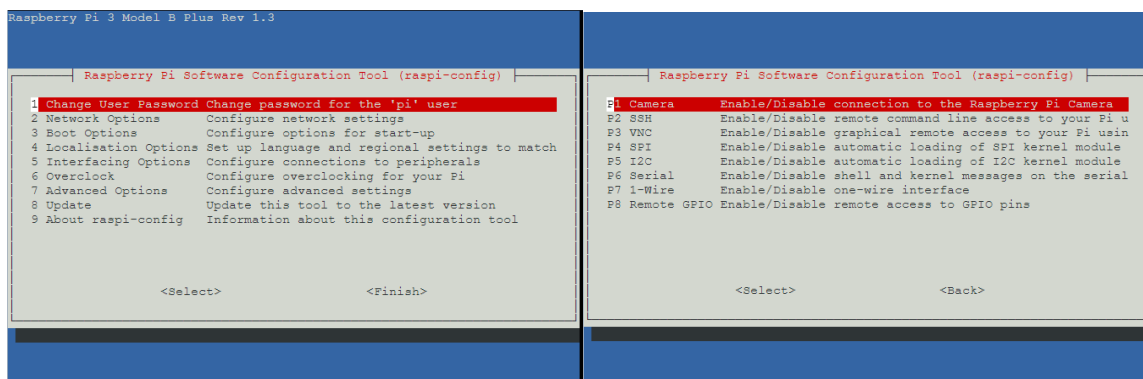 Raspberry Pi 3 Model B Plus Rev 1.3
Raspberry Pi Software Configuration Tool (raspi-config)
1 Change User Password Change password for the 'pi' user
2 Network Options Configure network settings
3 Boot Options Configure options for start-up
4 Localisation Options Set up language and regional settings to match
5 Interfacing Options Configure connections to peripherals
6 Overclock Configure overclocking for your Pi
7 Advanced Options Configure advanced settings
8 Update Update this tool to the latest version
9 About raspi-config Information about this configuration tool
<Select> <Finish>
Raspberry Pi Software Configuration Tool (raspi-config)
P1 Camera Enable/Disable connection to the Raspberry Pi Camera
P2 SSH Enable/Disable remote command line access to your Pi u
P3 VNC Enable/Disable graphical remote access to your Pi usin
P4 SPI Enable/Disable automatic loading of SPI kernel module
P5 I2C Enable/Disable automatic loading of I2C kernel module
P6 Serial Enable/Disable shell and kernel messages on the serial
P7 1-Wire Enable/Disable one-wire interface
P8 Remote GPIO Enable/Disable remote access to GPIO pins
<Select> <Back>